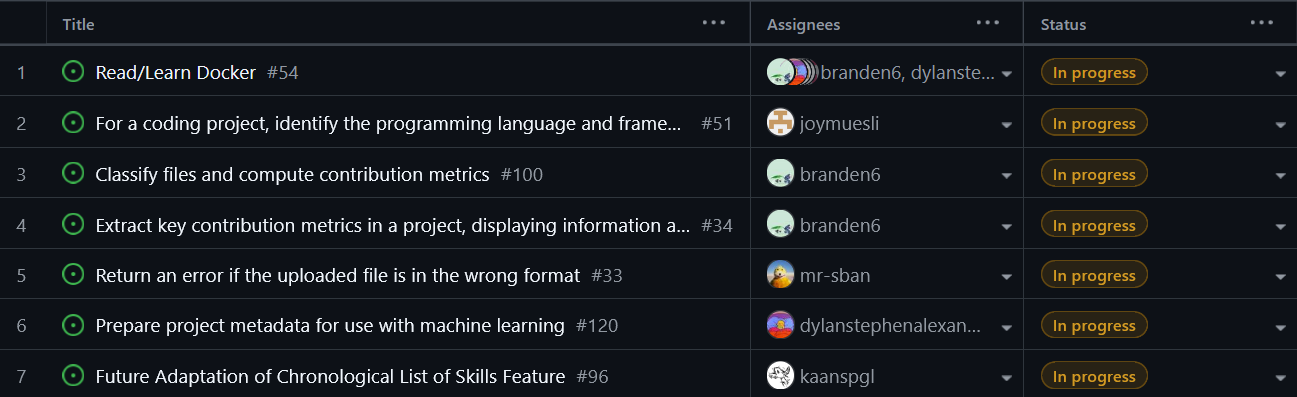 Title ... Assignees ... Status ...
1 Read/Learn Docker #54 branden6, dylanste... In progress
2 For a coding project, identify the programming language and frame... #51 joymuesli In progress
3 Classify files and compute contribution metrics #100 branden6 In progress
4 Extract key contribution metrics in a project, displaying information a... #34 branden6 In progress
5 Return an error if the uploaded file is in the wrong format #33 mr-sban In progress
6 Prepare project metadata for use with machine learning #120 dylanstephenalexan... In progress
7 Future Adaptation of Chronological List of Skills Feature #96 kaanspgl In progress